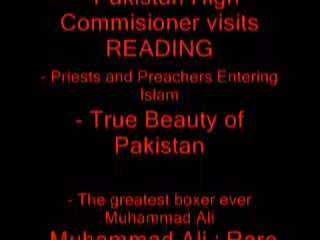 Pakistan High
Commisioner visits
READING
- Priests and Preachers Entering
Islam
- True Beauty of
Pakistan
- The greatest boxer ever
Muhammad Ali
Muhammad Ali : Rare